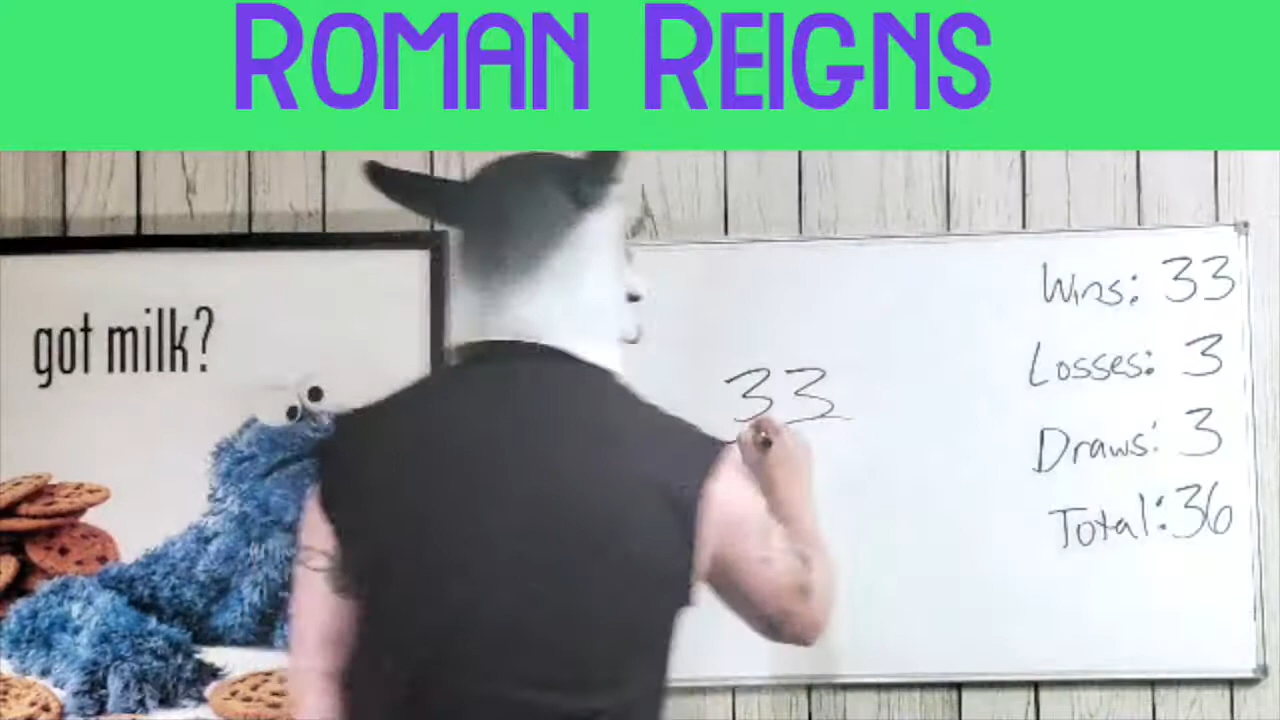 ROMAN REIGNS
got milk?
33
Wins: 33
Losses: 3
Draws: 3
Total: 36